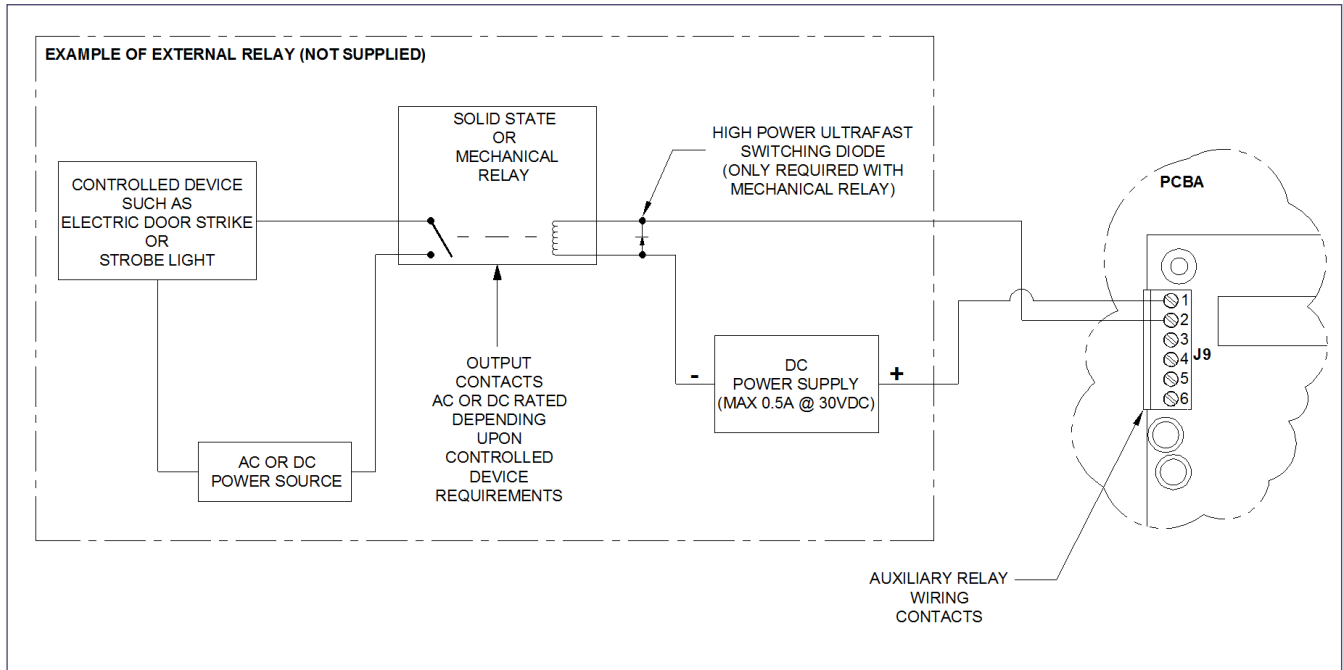 EXAMPLE OF EXTERNAL RELAY (NOT SUPPLIED)
SOLID STATE
OR
MECHANICAL
RELAY
HIGH POWER ULTRAFAST
SWITCHING DIODE
(ONLY REQUIRED WITH
MECHANICAL RELAY)
CONTROLLED DEVICE
SUCH AS
ELECTRIC DOOR STRIKE
OR
STROBE LIGHT
PCBA
1
2
3
4
5
6
J9
OUTPUT
CONTACTS
AC OR DC RATED
DEPENDING
UPON
CONTROLLED
DEVICE
REQUIREMENTS
-
DC
POWER SUPPLY
(MAX 0.5A @ 30VDC)
+
AC OR DC
POWER SOURCE
AUXILIARY RELAY
WIRING
CONTACTS